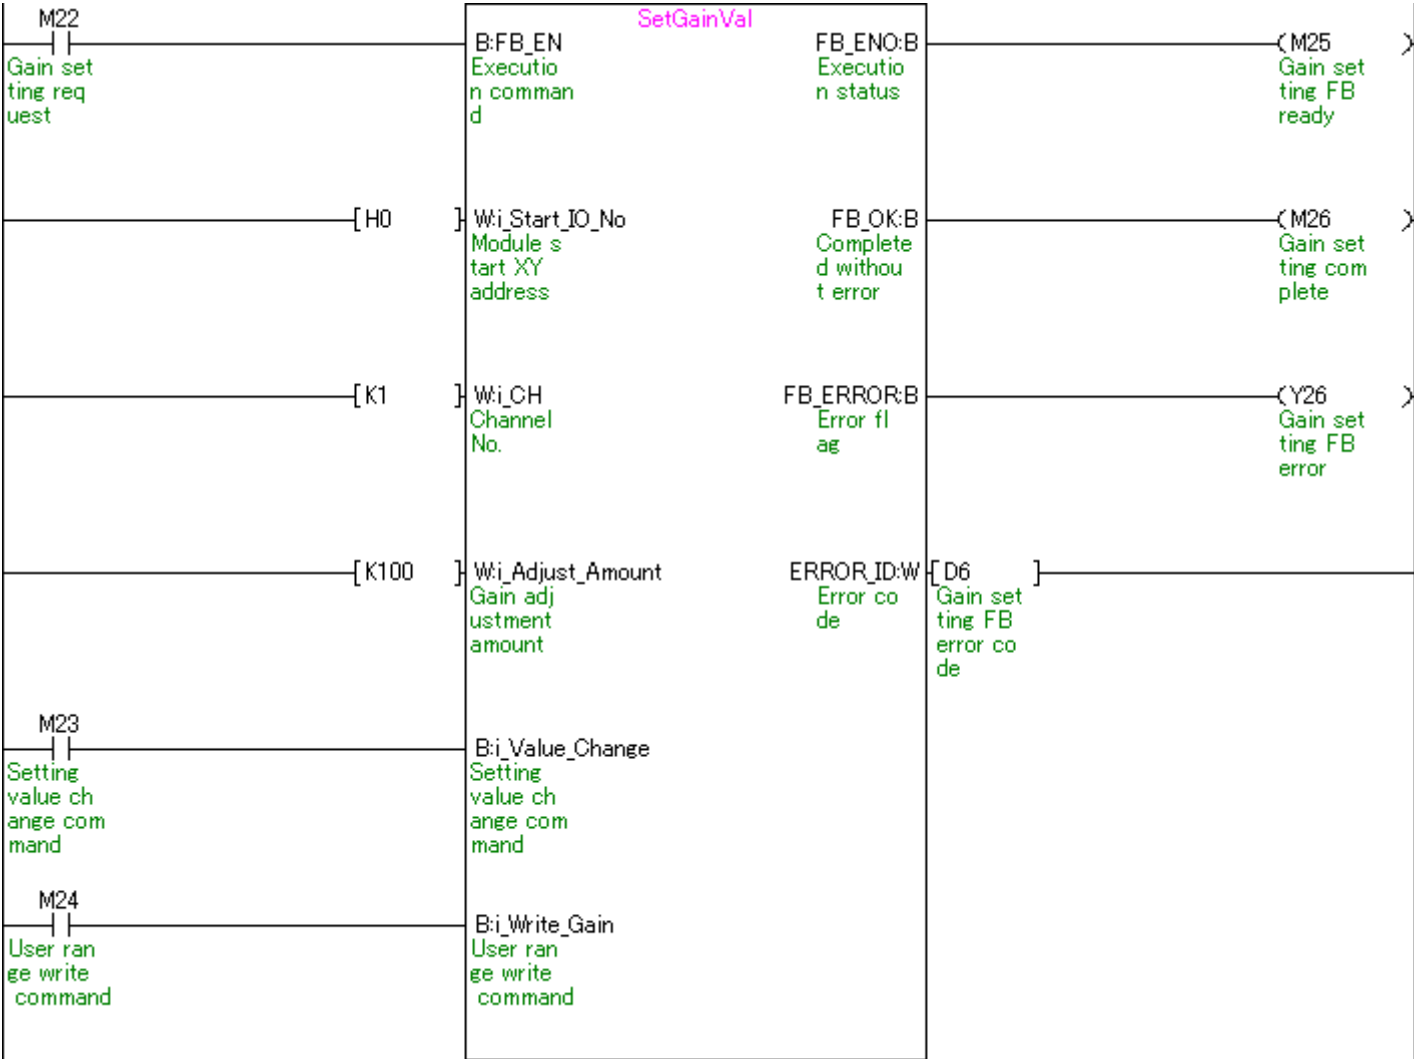 SetGainVal
M22
B:FB_EN
FB_ENO:B
M25
Gain set
ting req
uest
Executio
n comman
d
Executio
n status
Gain set
ting FB
ready
H0
W:i_Start_IO_No
FB_OK:B
M26
Module s
tart XY
address
Complete
d withou
t error
Gain set
ting com
plete
K1
W:i_CH
FB_ERROR:B
Y26
Channel
No.
Error fl
ag
Gain set
ting FB
error
K100
W:i_Adjust_Amount
ERROR_ID:W
D6
Gain adj
ustment
amount
Error co
de
Gain set
ting FB
error co
de
M23
B:i_Value_Change
Setting
value ch
ange com
mand
Setting
value ch
ange com
mand
M24
B:i_Write_Gain
User ran
ge write
command
User ran
ge write
command